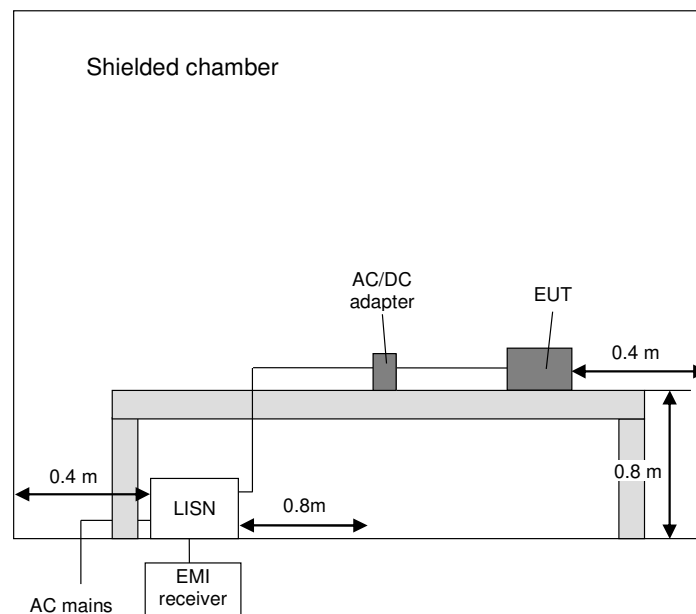 Shielded chamber
AC/DC
adapter
EUT
0.4 m
0.4 m
0.8 m
LISN
0.8m
AC mains
EMI
receiver